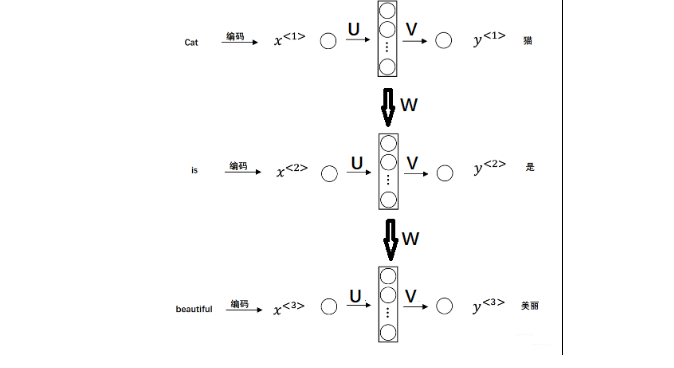 Cat 编码 x<1> U V y<1> 猫
W
is 编码 x<2> U V y<2> 是
W
beautiful 编码 x<3> U V y<3> 美丽